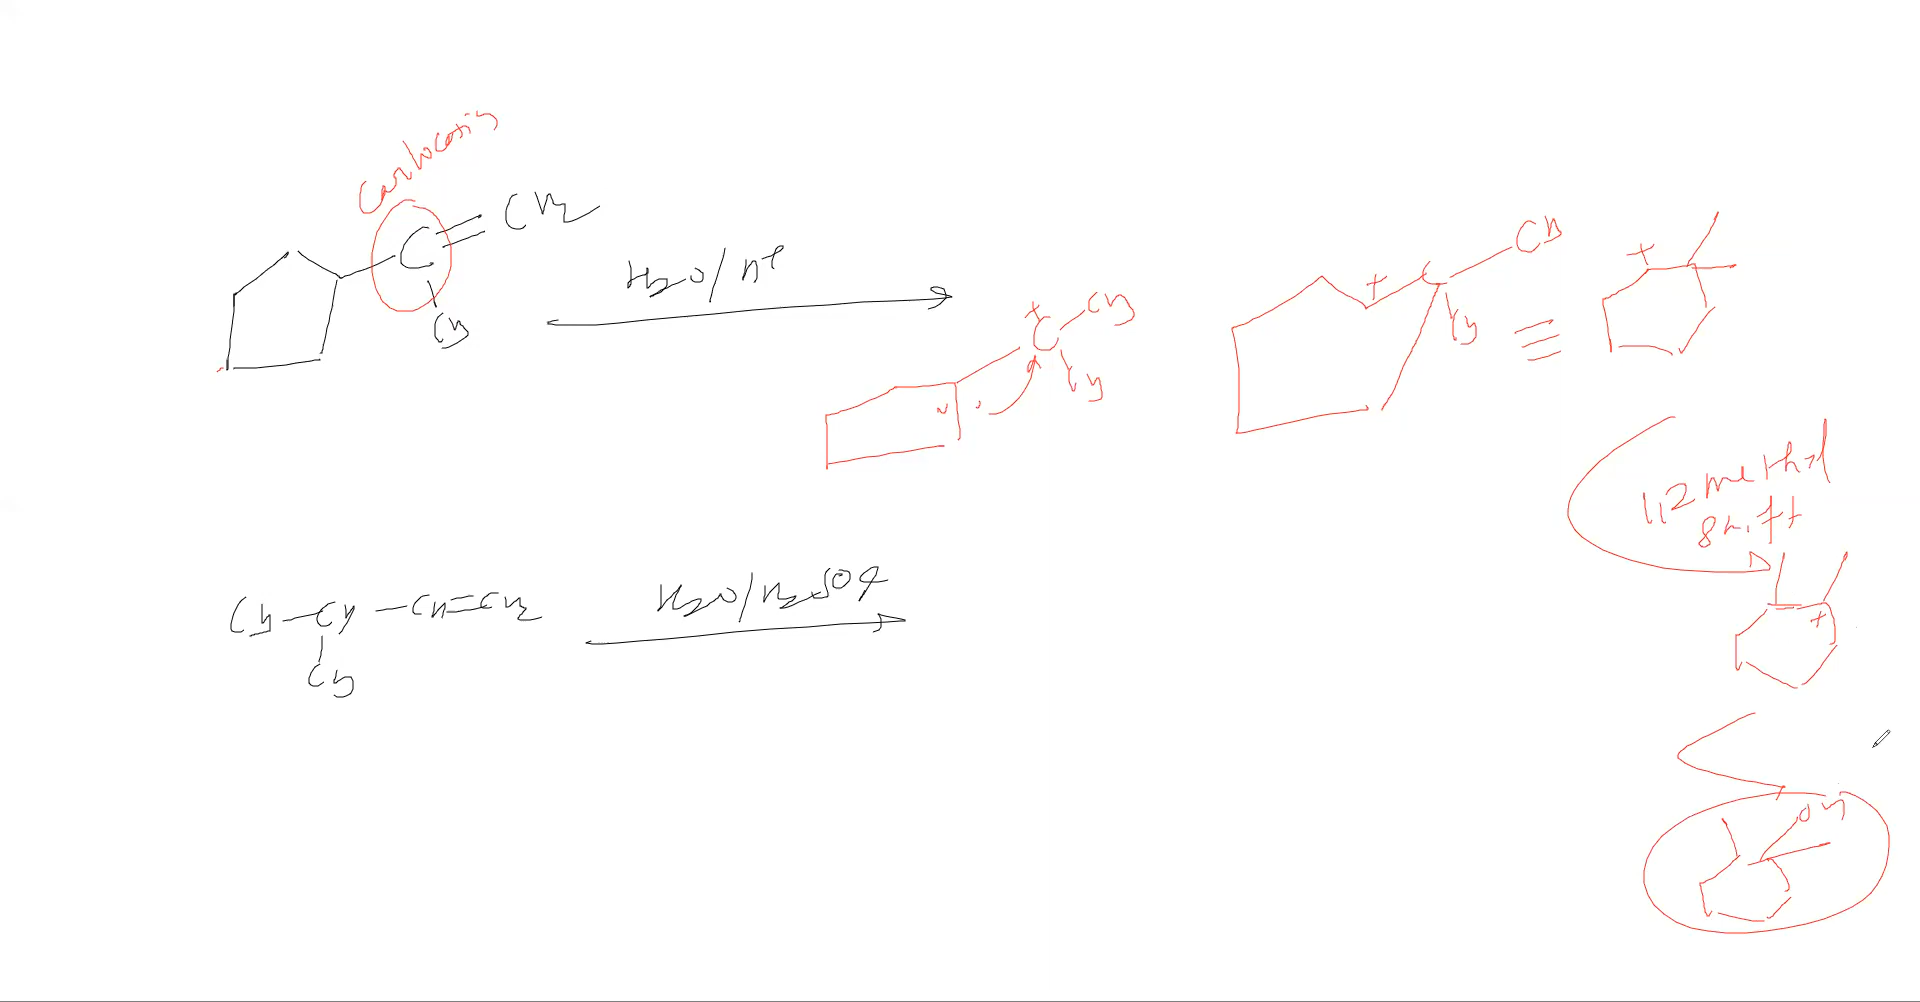 Carbocation
C=CH2
CH3
H2O/H+
+
C-CH3
CH3
+
C-CH3
CH3
≡
+
1,2 methyl
shift
+
OH
CH3-CH-CH=CH2
CH3
H2O/H2SO4